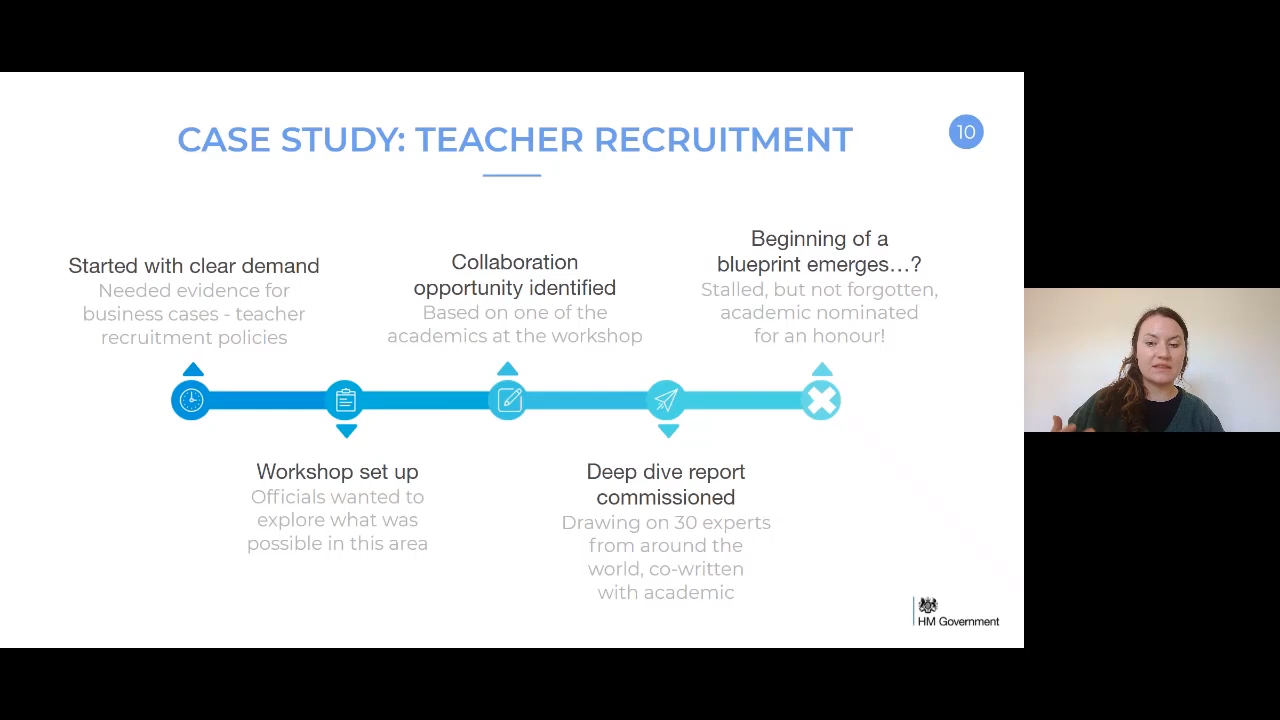 CASE STUDY: TEACHER RECRUITMENT
10
Started with clear demand
Needed evidence for
business cases - teacher
recruitment policies
Workshop set up
Officials wanted to
explore what was
possible in this area
Collaboration
opportunity identified
Based on one of the
academics at the workshop
Deep dive report
commissioned
Drawing on 30 experts
from around the
world, co-written
with academic
Beginning of a
blueprint emerges...?
Stalled, but not forgotten,
academic nominated
for an honour!
HM Government